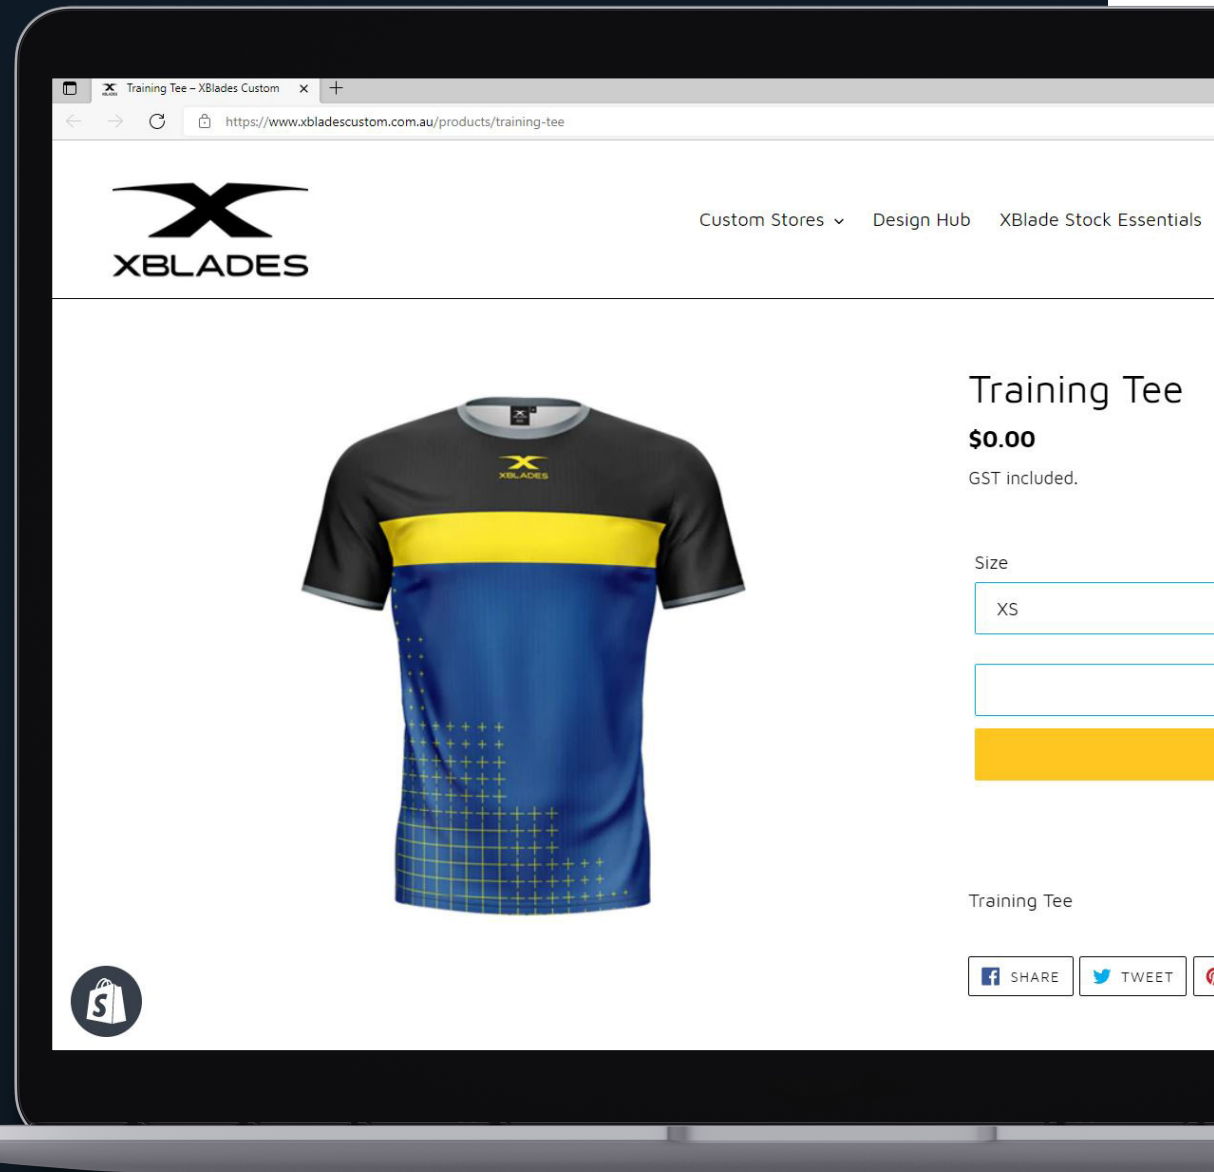 Training Tee – XBlades Custom
https://www.xbladescustom.com.au/products/training-tee
XBLADES
Custom Stores
Design Hub
XBlade Stock Essentials
XBLADES
Training Tee
$0.00
GST included.
Size
XS
Training Tee
SHARE
TWEET